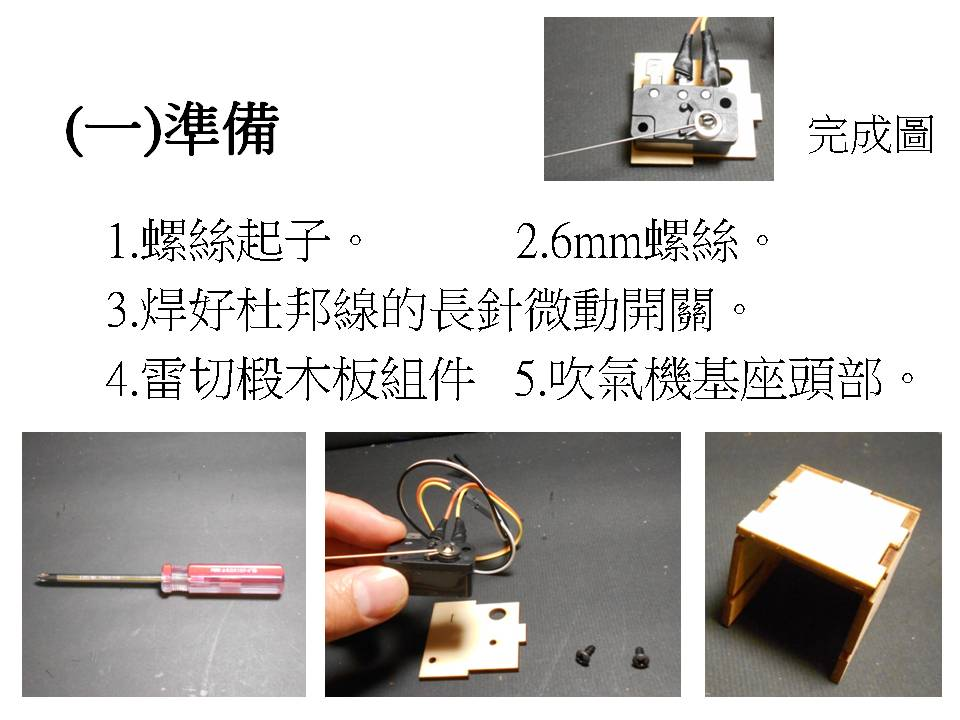 (一)準備
完成圖
1.螺絲起子。 2.6mm螺絲。
3.焊好杜邦線的長針微動開關。
4.雷切椴木板組件 5.吹氣機基座頭部。